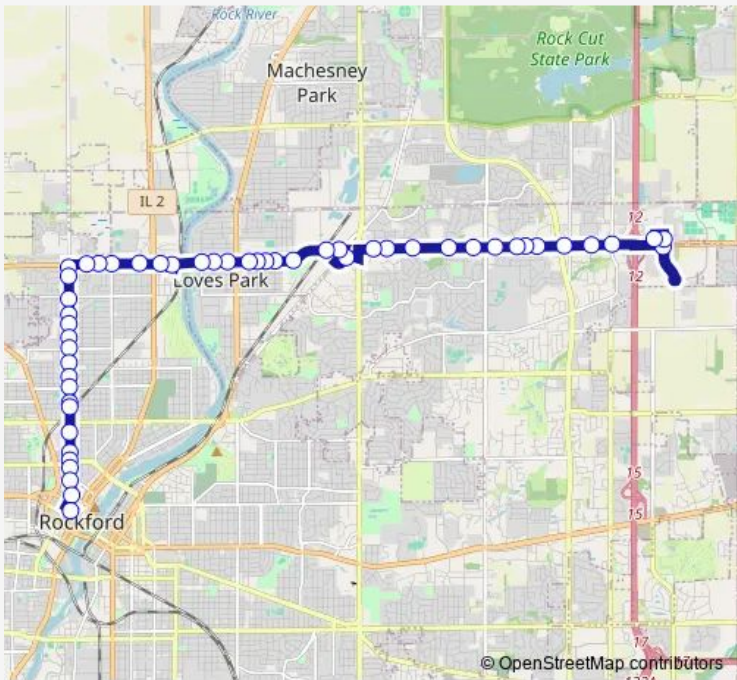 Rock River
Rock Cut
State Park
Machesney
Park
IL 2
12
12
Loves Park
15
15
Rockford
17
© OpenStreetMap contributors